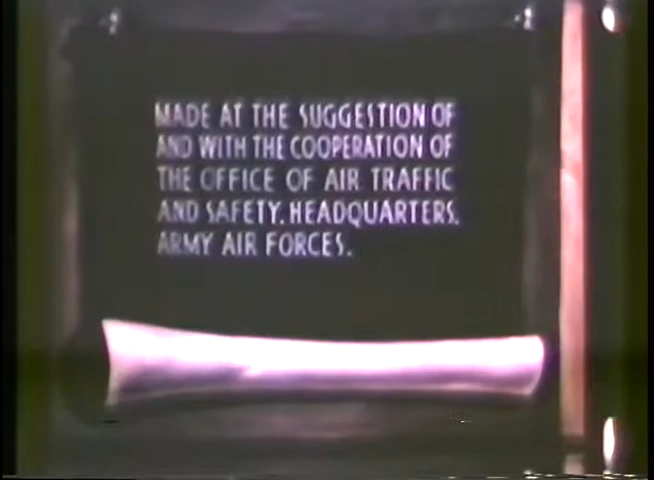 MADE AT THE SUGGESTION OF
AND WITH THE COOPERATION OF
THE OFFICE OF AIR TRAFFIC
AND SAFETY, HEADQUARTERS,
ARMY AIR FORCES.